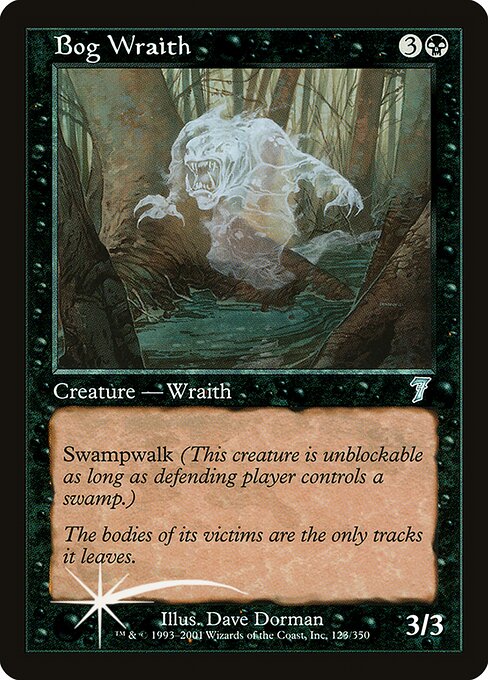 Bog Wraith 3
Creature — Wraith 7
Swampwalk (This creature is unblockable
as long as defending player controls a
swamp.)
The bodies of its victims are the only tracks
it leaves.
Illus. Dave Dorman
3/3
™ & © 1993–2001 Wizards of the Coast, Inc. 123/350